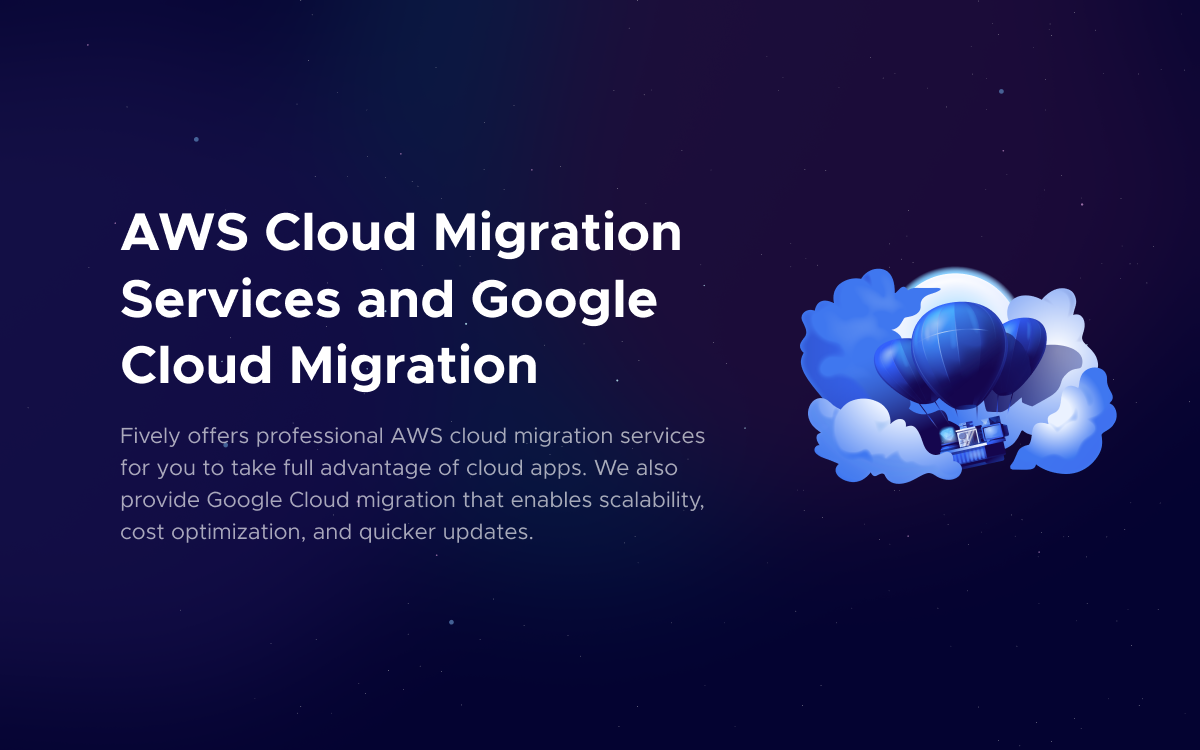 AWS Cloud Migration
Services and Google
Cloud Migration
Fively offers professional AWS cloud migration services
for you to take full advantage of cloud apps. We also
provide Google Cloud migration that enables scalability,
cost optimization, and quicker updates.